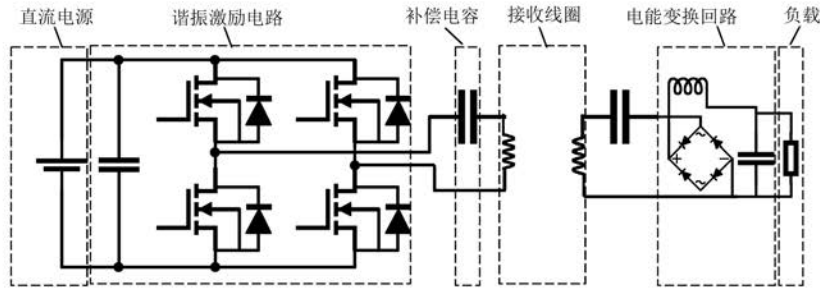 直流电源
谐振激励电路
补偿电容
接收线圈
电能变换回路
负载